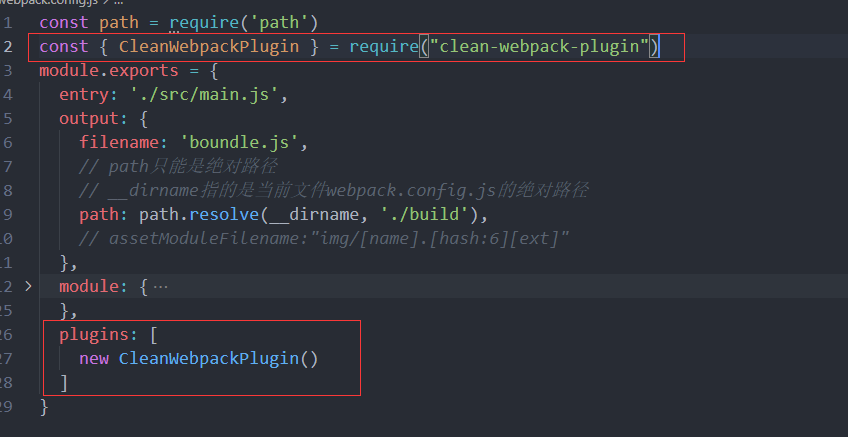 webpack.config.js > ...
1 const path = require('path')
2 const { CleanWebpackPlugin } = require("clean-webpack-plugin")
3 module.exports = {
4 entry: './src/main.js',
5 output: {
6 filename: 'boundle.js',
7 // path只能是绝对路径
8 // __dirname指的是当前文件webpack.config.js的绝对路径
9 path: path.resolve(__dirname, './build'),
10 // assetModuleFilename:"img/[name].[hash:6][ext]"
11 },
12 > module: { ...
25 },
26 plugins: [
27 new CleanWebpackPlugin()
28 ]
29 }